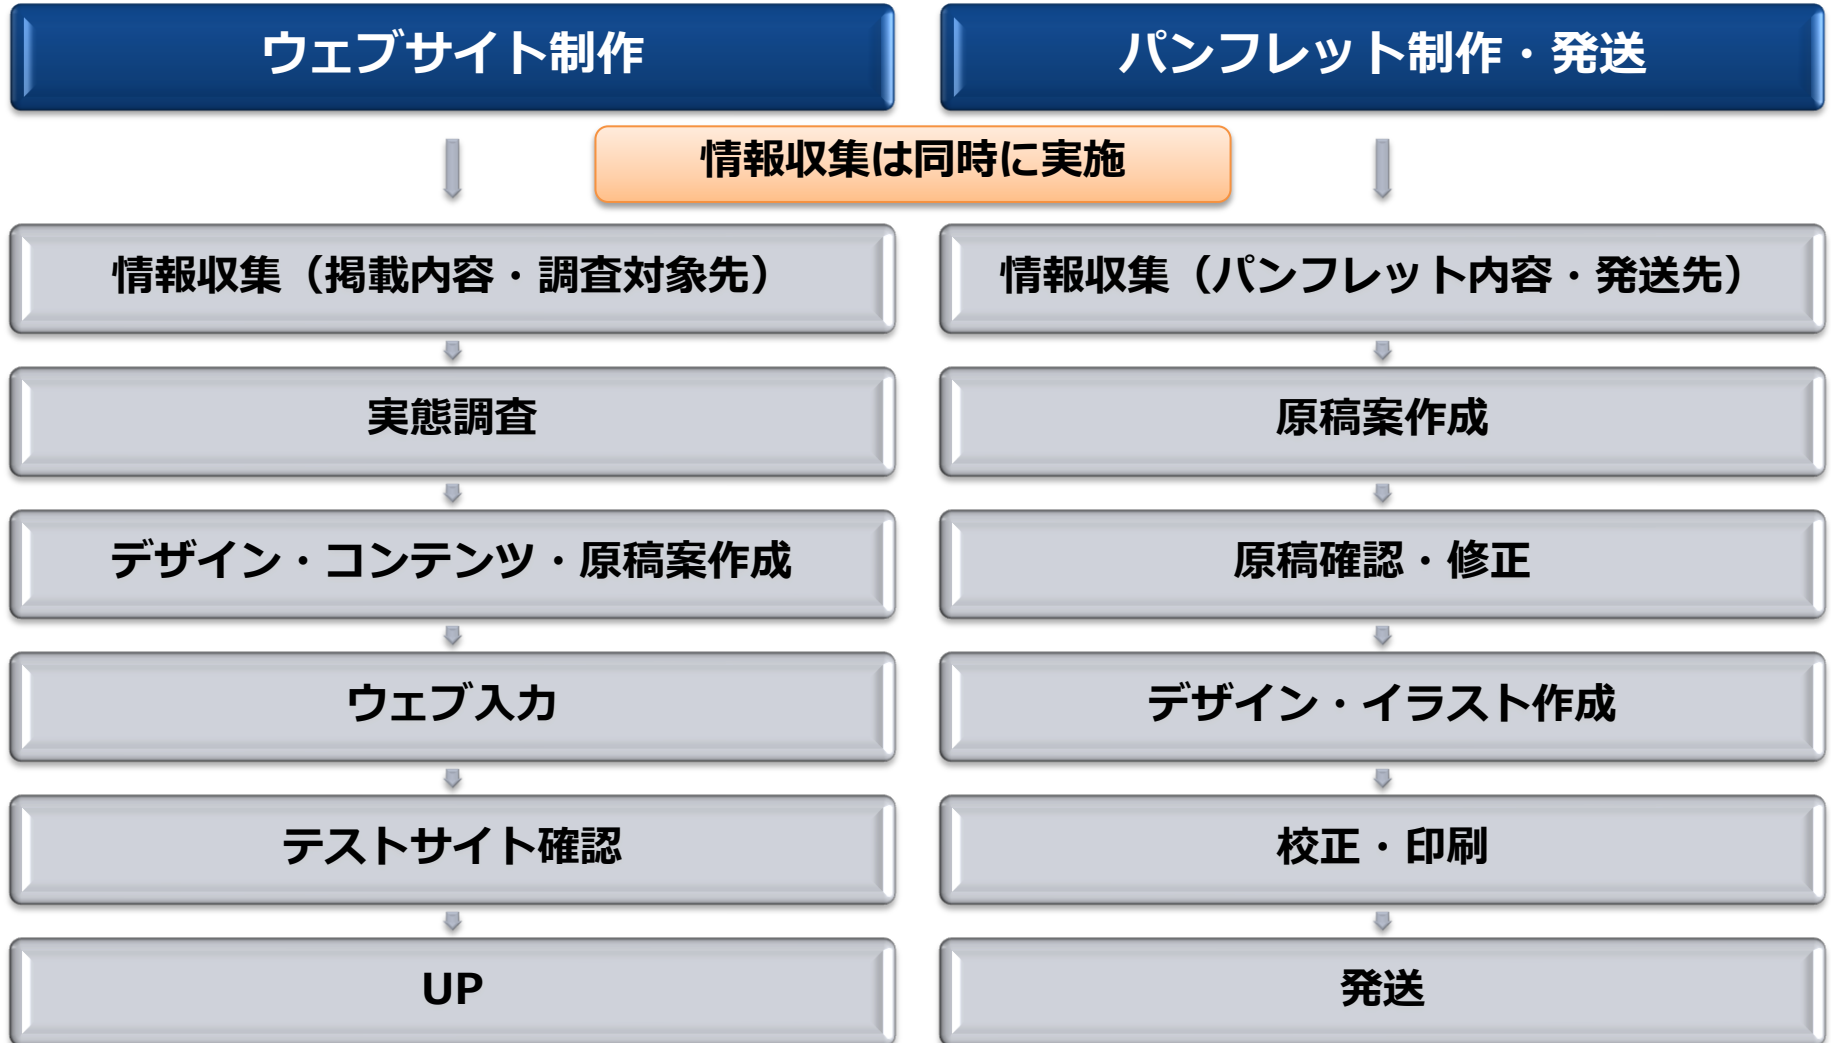 ウェブサイト制作
パンフレット制作・発送
情報収集は同時に実施
情報収集（掲載内容・調査対象先）
情報収集（パンフレット内容・発送先）
実態調査
原稿案作成
デザイン・コンテンツ・原稿案作成
原稿確認・修正
ウェブ入力
デザイン・イラスト作成
テストサイト確認
校正・印刷
UP
発送